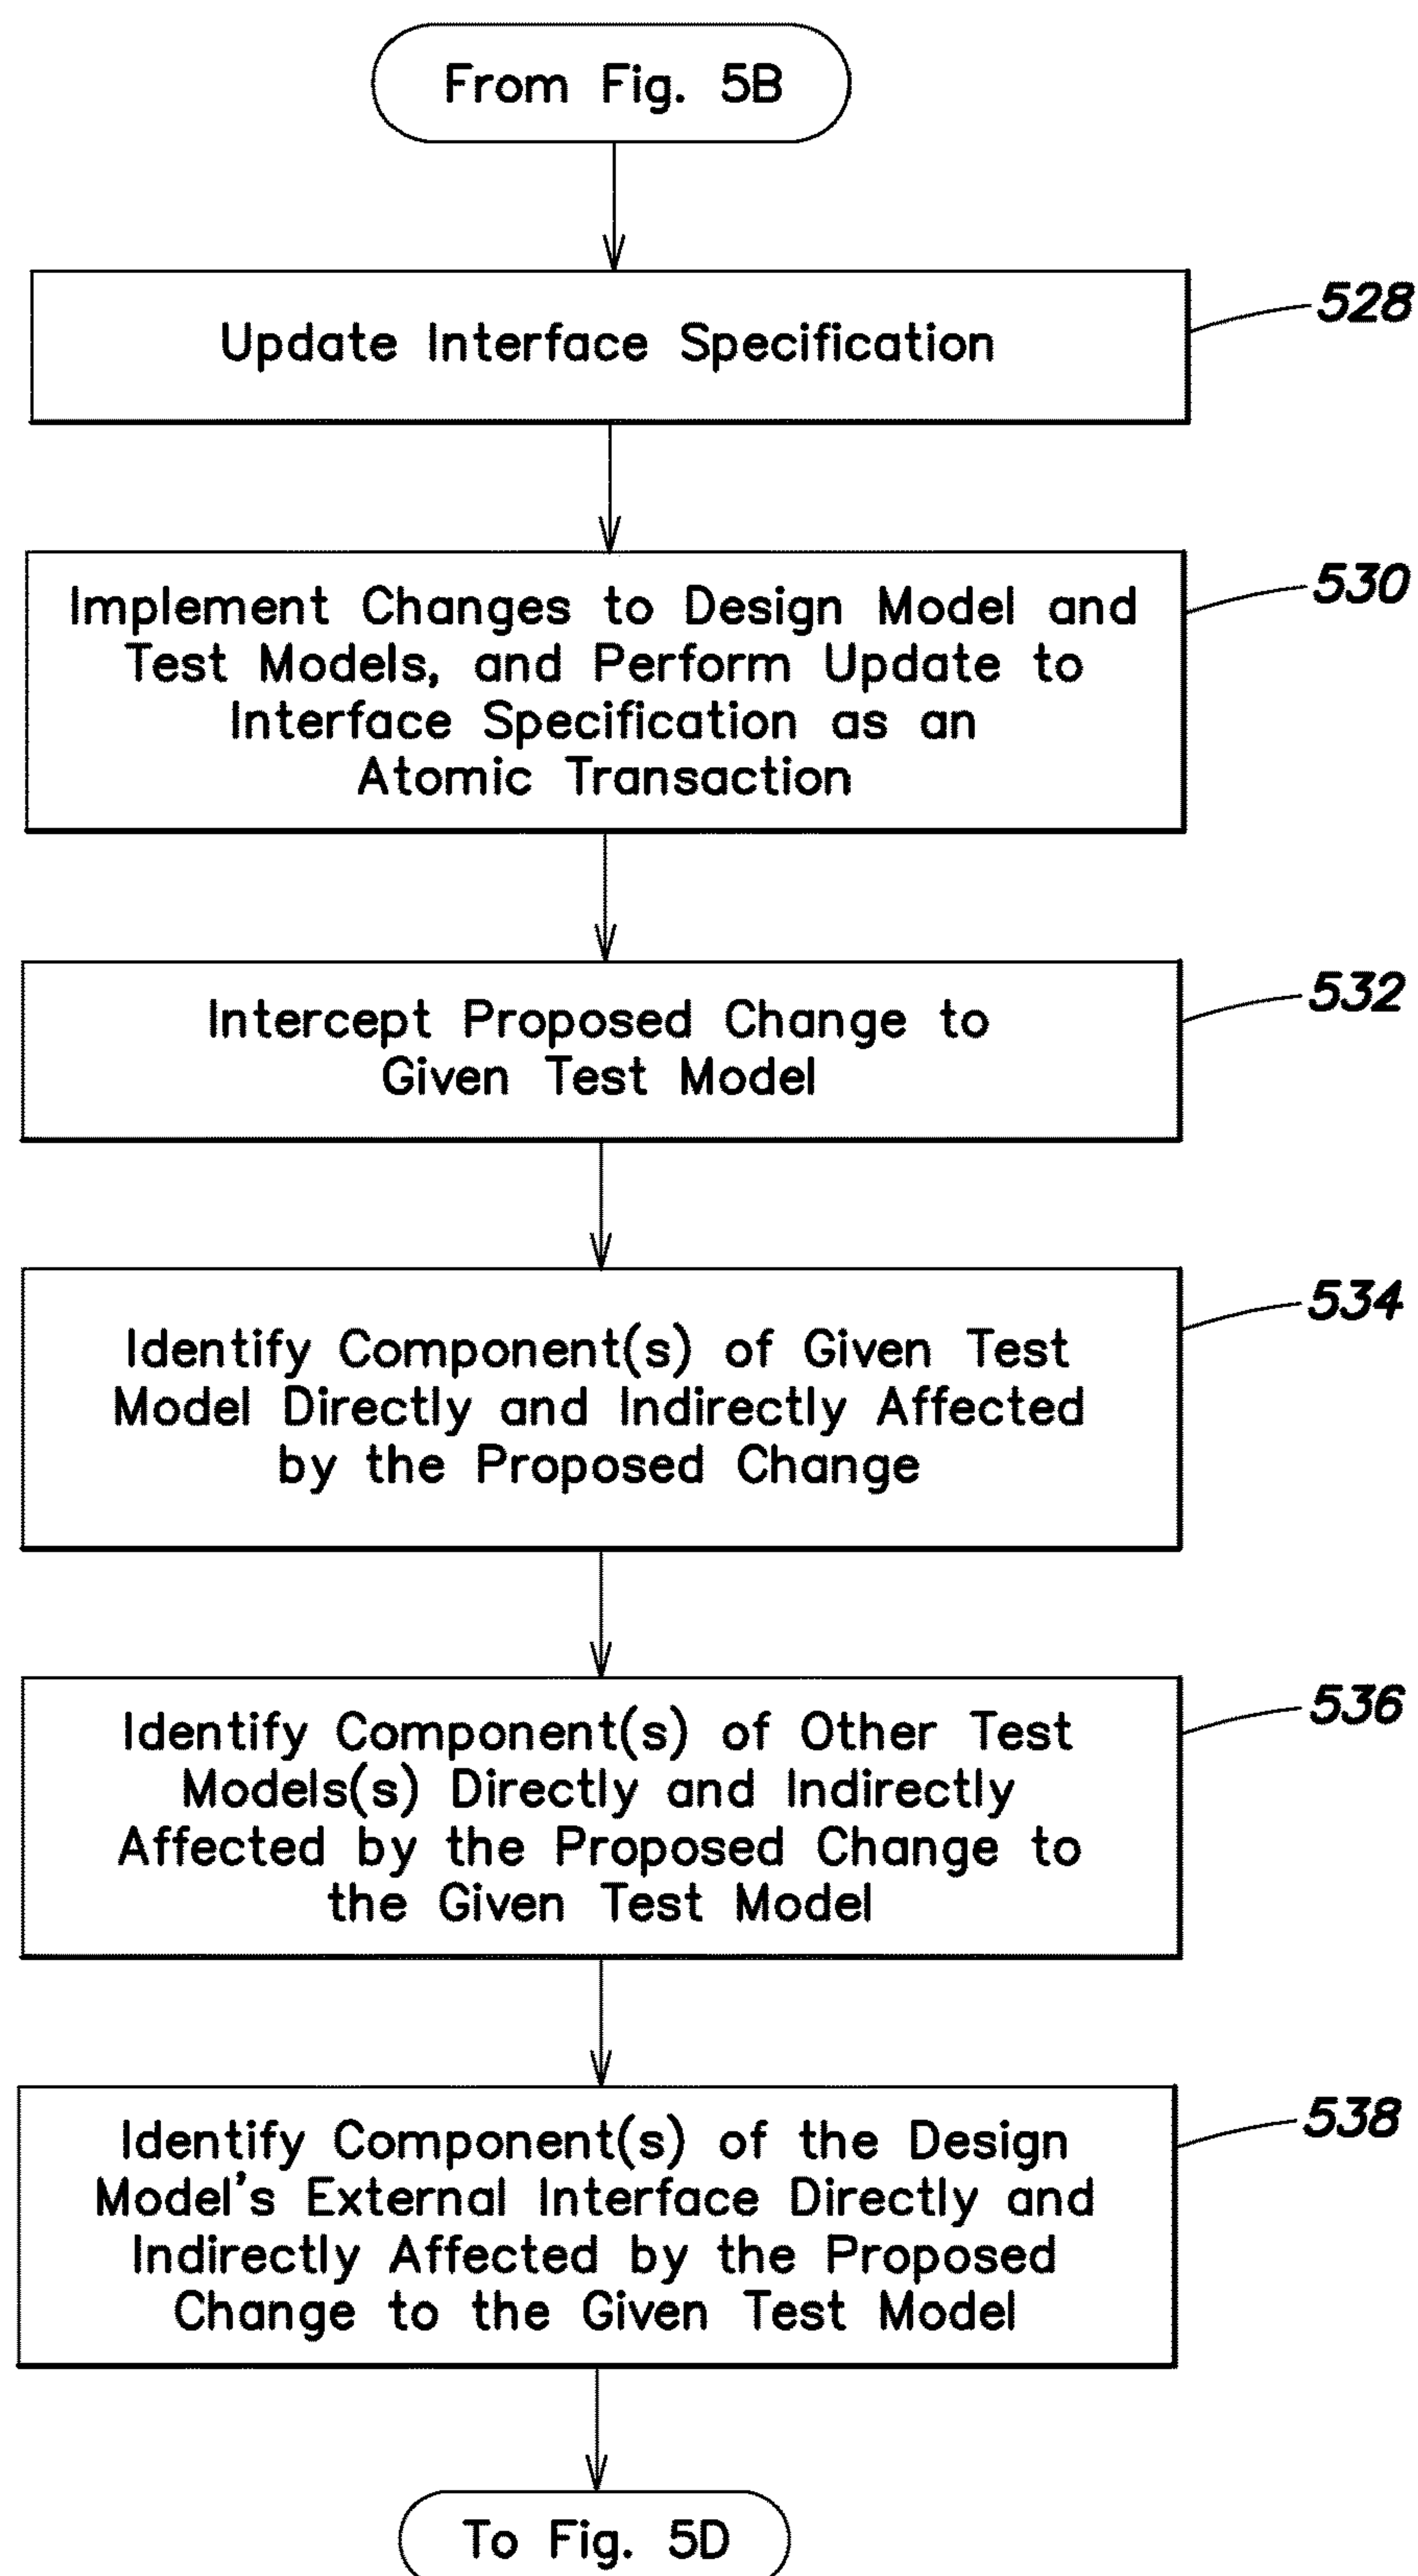 From Fig. 5B
Update Interface Specification
528
Implement Changes to Design Model and
Test Models, and Perform Update to
Interface Specification as an
Atomic Transaction
530
Intercept Proposed Change to
Given Test Model
532
Identify Component(s) of Given Test
Model Directly and Indirectly Affected
by the Proposed Change
534
Identify Component(s) of Other Test
Models(s) Directly and Indirectly
Affected by the Proposed Change to
the Given Test Model
536
Identify Component(s) of the Design
Model's External Interface Directly and
Indirectly Affected by the Proposed
Change to the Given Test Model
538
To Fig. 5D